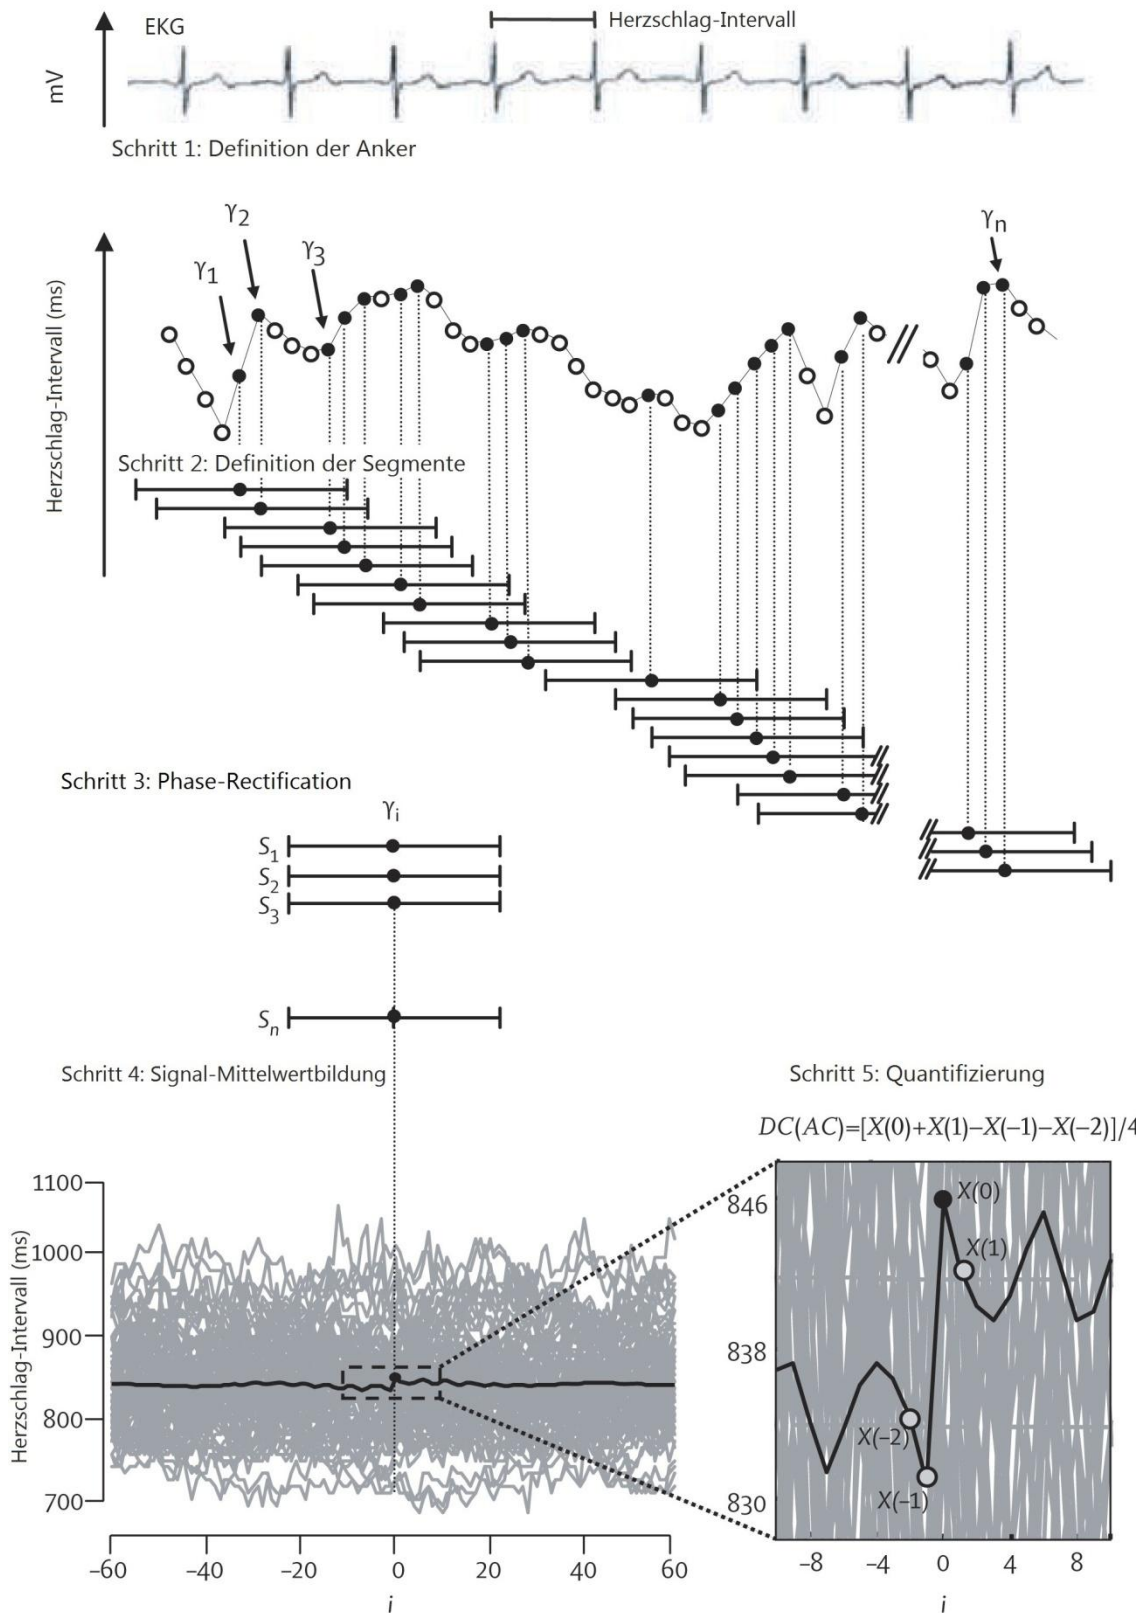 EKG
Herzschlag-Intervall
mV
Schritt 1: Definition der Anker
γ1
γ2
γ3
γn
Herzschlag-Intervall (ms)
Schritt 2: Definition der Segmente
Schritt 3: Phase-Rectification
γi
S1
S2
S3
Sn
Schritt 4: Signal-Mittelwertbildung
Schritt 5: Quantifizierung
DC(AC)=[X(0)+X(1)–X(–1)–X(–2)]/4
Herzschlag-Intervall (ms)
1100
1000
900
800
700
–60
–40
–20
0
20
40
60
i
846
838
830
X(0)
X(1)
X(–2)
X(–1)
–8
–4
0
4
8
i